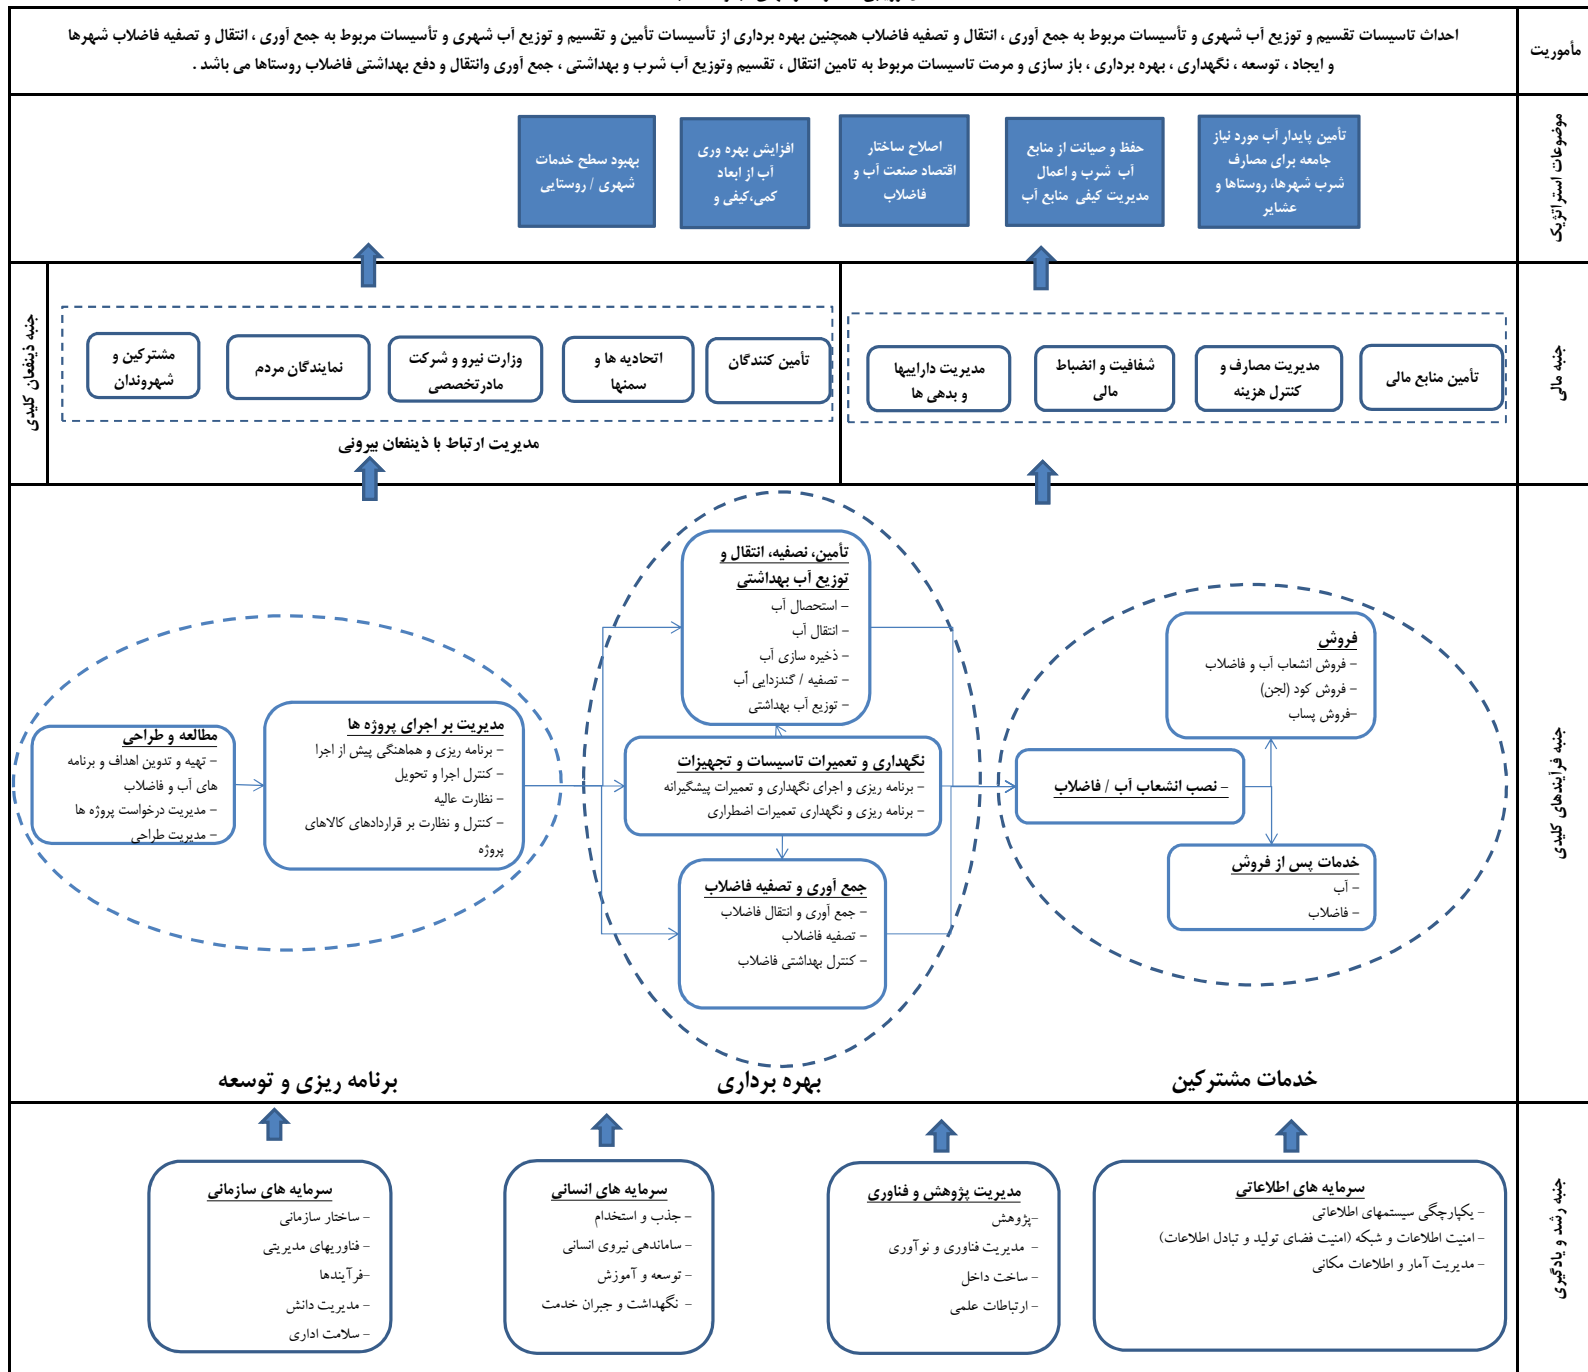 مأموریت
احداث تاسیسات تقسیم و توزیع آب شهری و تأسیسات مربوط به جمع آوری ، انتقال و تصفیه فاضلاب همچنین بهره برداری از تأسیسات تأمین و تقسیم و توزیع آب شهری و تأسیسات مربوط به جمع آوری ، انتقال و تصفیه فاضلاب شهرها
و ایجاد ، توسعه ، نگهداری ، بهره برداری ، باز سازی و مرمت تاسیسات مربوط به تامین انتقال ، تقسیم وتوزیع آب شرب و بهداشتی ، جمع آوری وانتقال و دفع بهداشتی فاضلاب روستاها می باشد .
موضوعات استراتژیک
تأمین پایدار آب مورد نیاز
جامعه برای مصارف
شرب شهرها، روستاها و
عشایر
حفظ و صیانت از منابع
آب شرب و اعمال
مدیریت کیفی منابع آب
اصلاح ساختار
اقتصاد صنعت آب و
فاضلاب
افزایش بهره وری
آب از ابعاد
کمی،کیفی و
بهبود سطح خدمات
شهری / روستایی
جنبه مالی
تأمین منابع مالی
مدیریت مصارف و
کنترل هزینه
شفافیت و انضباط
مالی
مدیریت داراییها
و بدهی ها
تأمین کنندگان
اتحادیه ها و
سمنها
وزارت نیرو و شرکت
مادرتخصصی
نمایندگان مردم
مشترکین و
شهروندان
مدیریت ارتباط با ذینفعان بیرونی
جنبه ذینفعان کلیدی
جنبه فرآیندهای کلیدی
فروش
– فروش انشعاب آب و فاضلاب
– فروش کود (لجن)
–فروش پساب
– نصب انشعاب آب / فاضلاب
خدمات پس از فروش
– آب
– فاضلاب
خدمات مشترکین
تأمین، نصفیه، انتقال و
توزیع آب بهداشتی
– استحصال آب
– انتقال آب
– ذخیره سازی آب
– تصفیه / گندزدایی آب
– توزیع آب بهداشتی
نگهداری و تعمیرات تاسیسات و تجهیزات
– برنامه ریزی و اجرای نگهداری و تعمیرات پیشگیرانه
– برنامه ریزی و نگهداری تعمیرات اضطراری
جمع آوری و تصفیه فاضلاب
– جمع آوری و انتقال فاضلاب
– تصفیه فاضلاب
– کنترل بهداشتی فاضلاب
بهره برداری
مدیریت بر اجرای پروژه ها
– برنامه ریزی و هماهنگی پیش از اجرا
– کنترل اجرا و تحویل
– نظارت عالیه
– کنترل و نظارت بر قراردادهای کالاهای
پروژه
مطالعه و طراحی
– تهیه و تدوین اهداف و برنامه
های آب و فاضلاب
– مدیریت درخواست پروژه ها
– مدیریت طراحی
برنامه ریزی و توسعه
جنبه رشد و یادگیری
سرمایه های اطلاعاتی
– یکپارچگی سیستمهای اطلاعاتی
– امنیت اطلاعات و شبکه (امنیت فضای تولید و تبادل اطلاعات)
– مدیریت آمار و اطلاعات مکانی
مدیریت پژوهش و فناوری
–پژوهش
– مدیریت فناوری و نوآوری
– ساخت داخل
– ارتباطات علمی
سرمایه های انسانی
– جذب و استخدام
– ساماندهی نیروی انسانی
– توسعه و آموزش
– نگهداشت و جبران خدمت
سرمایه های سازمانی
– ساختار سازمانی
– فناوریهای مدیریتی
–فرآیندها
– مدیریت دانش
– سلامت اداری